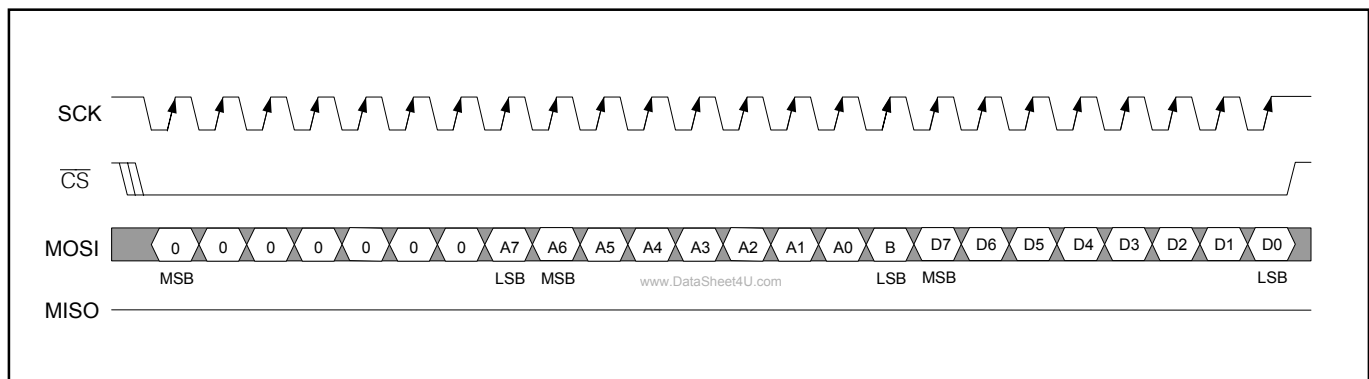 SCK
C̅S̅
MOSI 0 0 0 0 0 0 0 A7 A6 A5 A4 A3 A2 A1 A0 B D7 D6 D5 D4 D3 D2 D1 D0
MSB LSB MSB www.DataSheet4U.com LSB MSB LSB
MISO